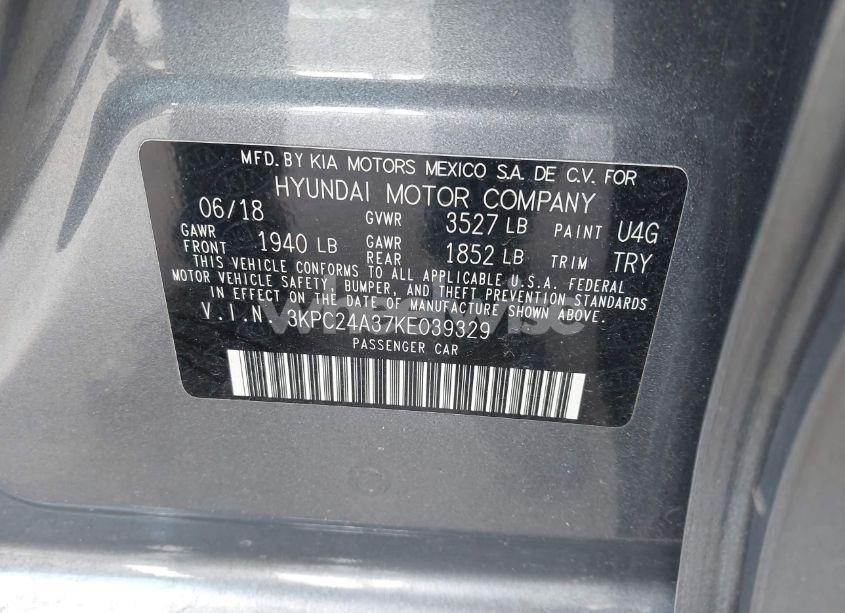 MFD. BY KIA MOTORS MEXICO S.A. DE C.V. FOR
HYUNDAI MOTOR COMPANY
06/18 GVWR 3527 LB PAINT U4G
GAWR FRONT 1940 LB GAWR REAR 1852 LB TRIM TRY
THIS VEHICLE CONFORMS TO ALL APPLICABLE U.S.A. FEDERAL
MOTOR VEHICLE SAFETY, BUMPER, AND THEFT PREVENTION STANDARDS
IN EFFECT ON THE DATE OF MANUFACTURE SHOWN ABOVE.
V.I.N. 3KPC24A37KE039329
PASSENGER CAR